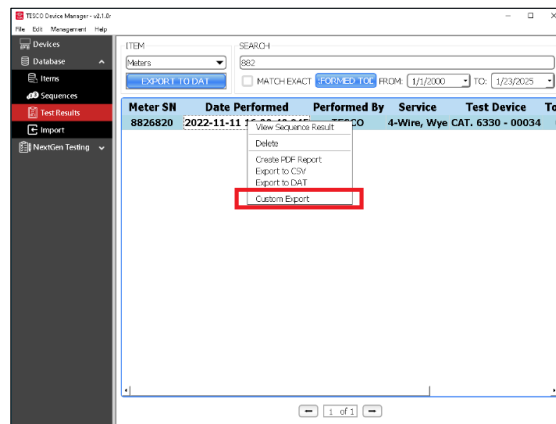 TESCO Device Manager - v2.1.0r
File Edit Management Help
Devices
Database
Items
Sequences
Test Results
Import
NextGen Testing
ITEM
SEARCH
Meters
882
EXPORT TO DAT
MATCH EXACT
FROM: 1/1/2000
TO: 1/23/2025
Meter SN Date Performed Performed By Service Test Device
8826820 2022-11-11 TESCO 4-Wire, Wye CAT. 6330 - 00034
View Sequence Result
Delete
Create PDF Report
Export to CSV
Export to DAT
Custom Export
1 of 1